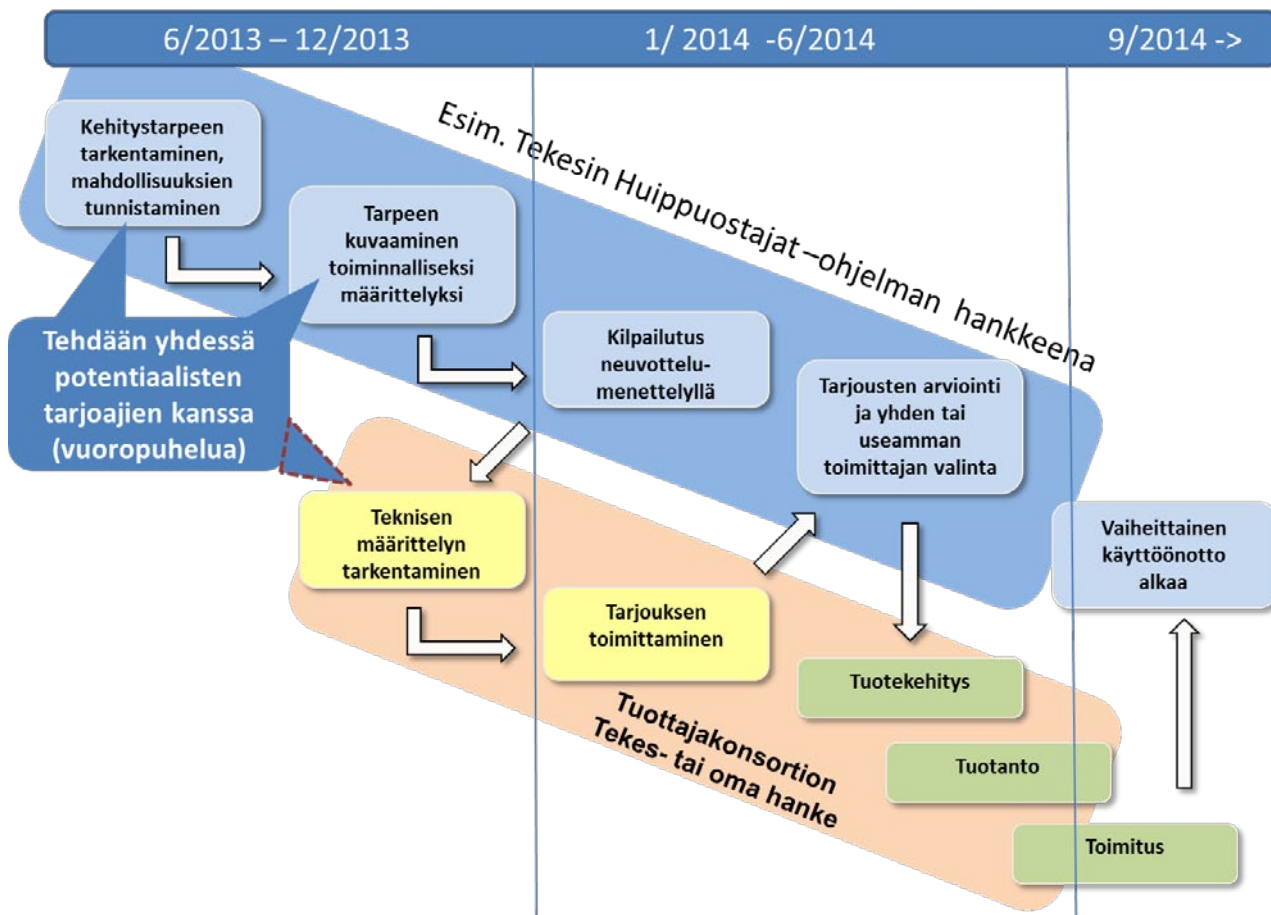 6/2013 – 12/2013
1/ 2014 -6/2014
9/2014 ->
Esim. Tekesin Huippuostajat –ohjelman hankkeena
Kehitystarpeen
tarkentaminen,
mahdollisuuksien
tunnistaminen
Tarpeen
kuvaaminen
toiminnalliseksi
määrittelyksi
Tehdään yhdessä
potentiaalisten
tarjoajien kanssa
(vuoropuhelua)
Kilpailutus
neuvottelu-
menettelyllä
Tarjousten arviointi
ja yhden tai
useamman
toimittajan valinta
Teknisen
määrittelyn
tarkentaminen
Tarjouksen
toimittaminen
Vaiheittainen
käyttöönotto
alkaa
Tuotekehitys
Tuottajakonsortion
Tekes- tai oma hanke
Tuotanto
Toimitus